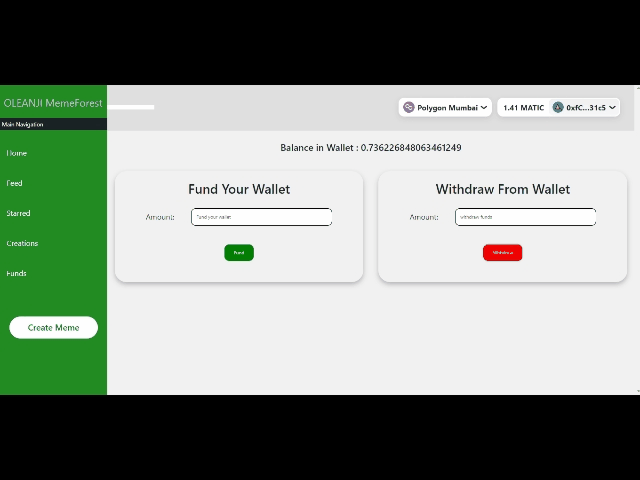 OLEANJI MemeForest
Main Navigation
Home
Feed
Starred
Creations
Funds
Create Meme
Polygon Mumbai
1.41 MATIC
0xfC...31c5
Balance in Wallet : 0.736226848063461249
Fund Your Wallet
Amount:
Fund your wallet
Fund
Withdraw From Wallet
Amount:
withdraw funds
Withdraw